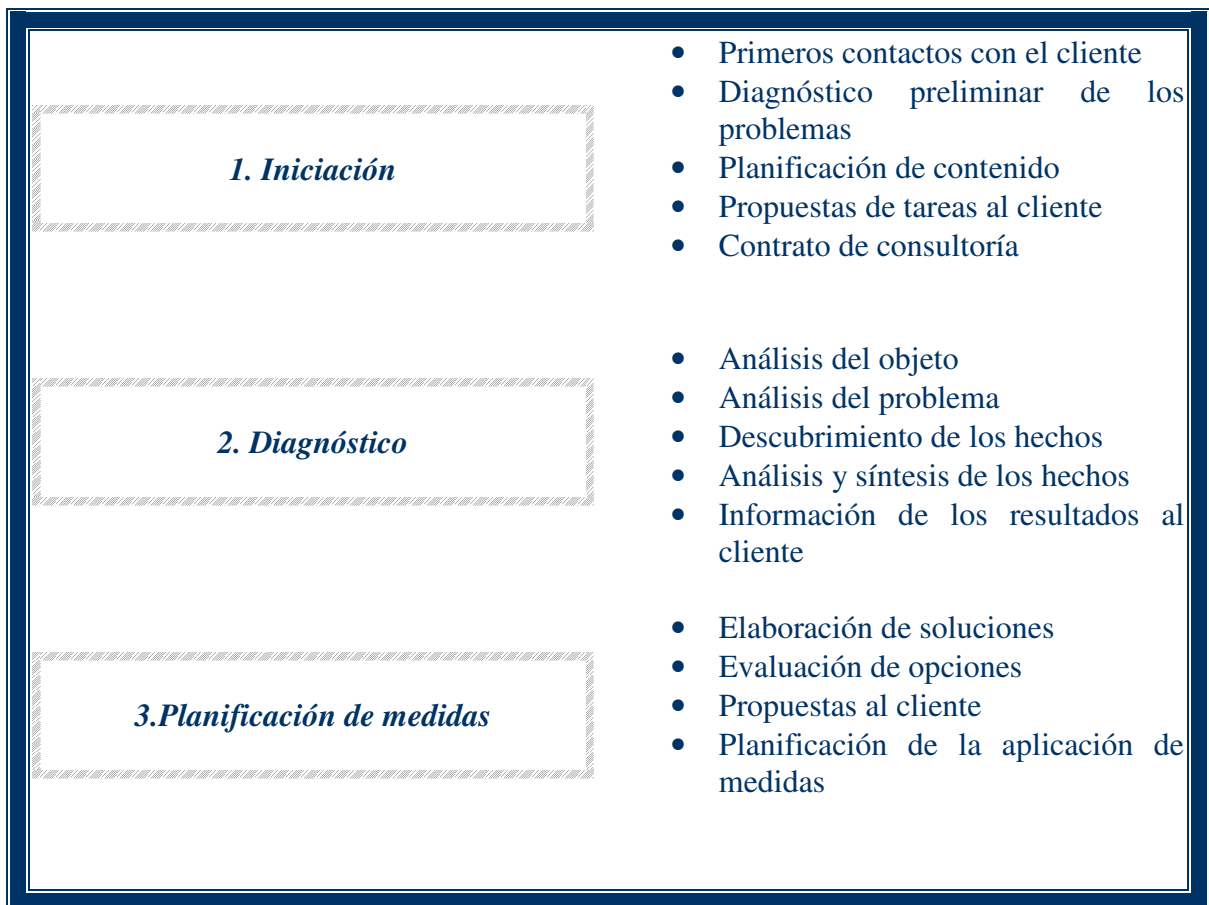 1. Iniciación
• Primeros contactos con el cliente
• Diagnóstico preliminar de los
problemas
• Planificación de contenido
• Propuestas de tareas al cliente
• Contrato de consultoría
2. Diagnóstico
• Análisis del objeto
• Análisis del problema
• Descubrimiento de los hechos
• Análisis y síntesis de los hechos
• Información de los resultados al
cliente
3.Planificación de medidas
• Elaboración de soluciones
• Evaluación de opciones
• Propuestas al cliente
• Planificación de la aplicación de
medidas